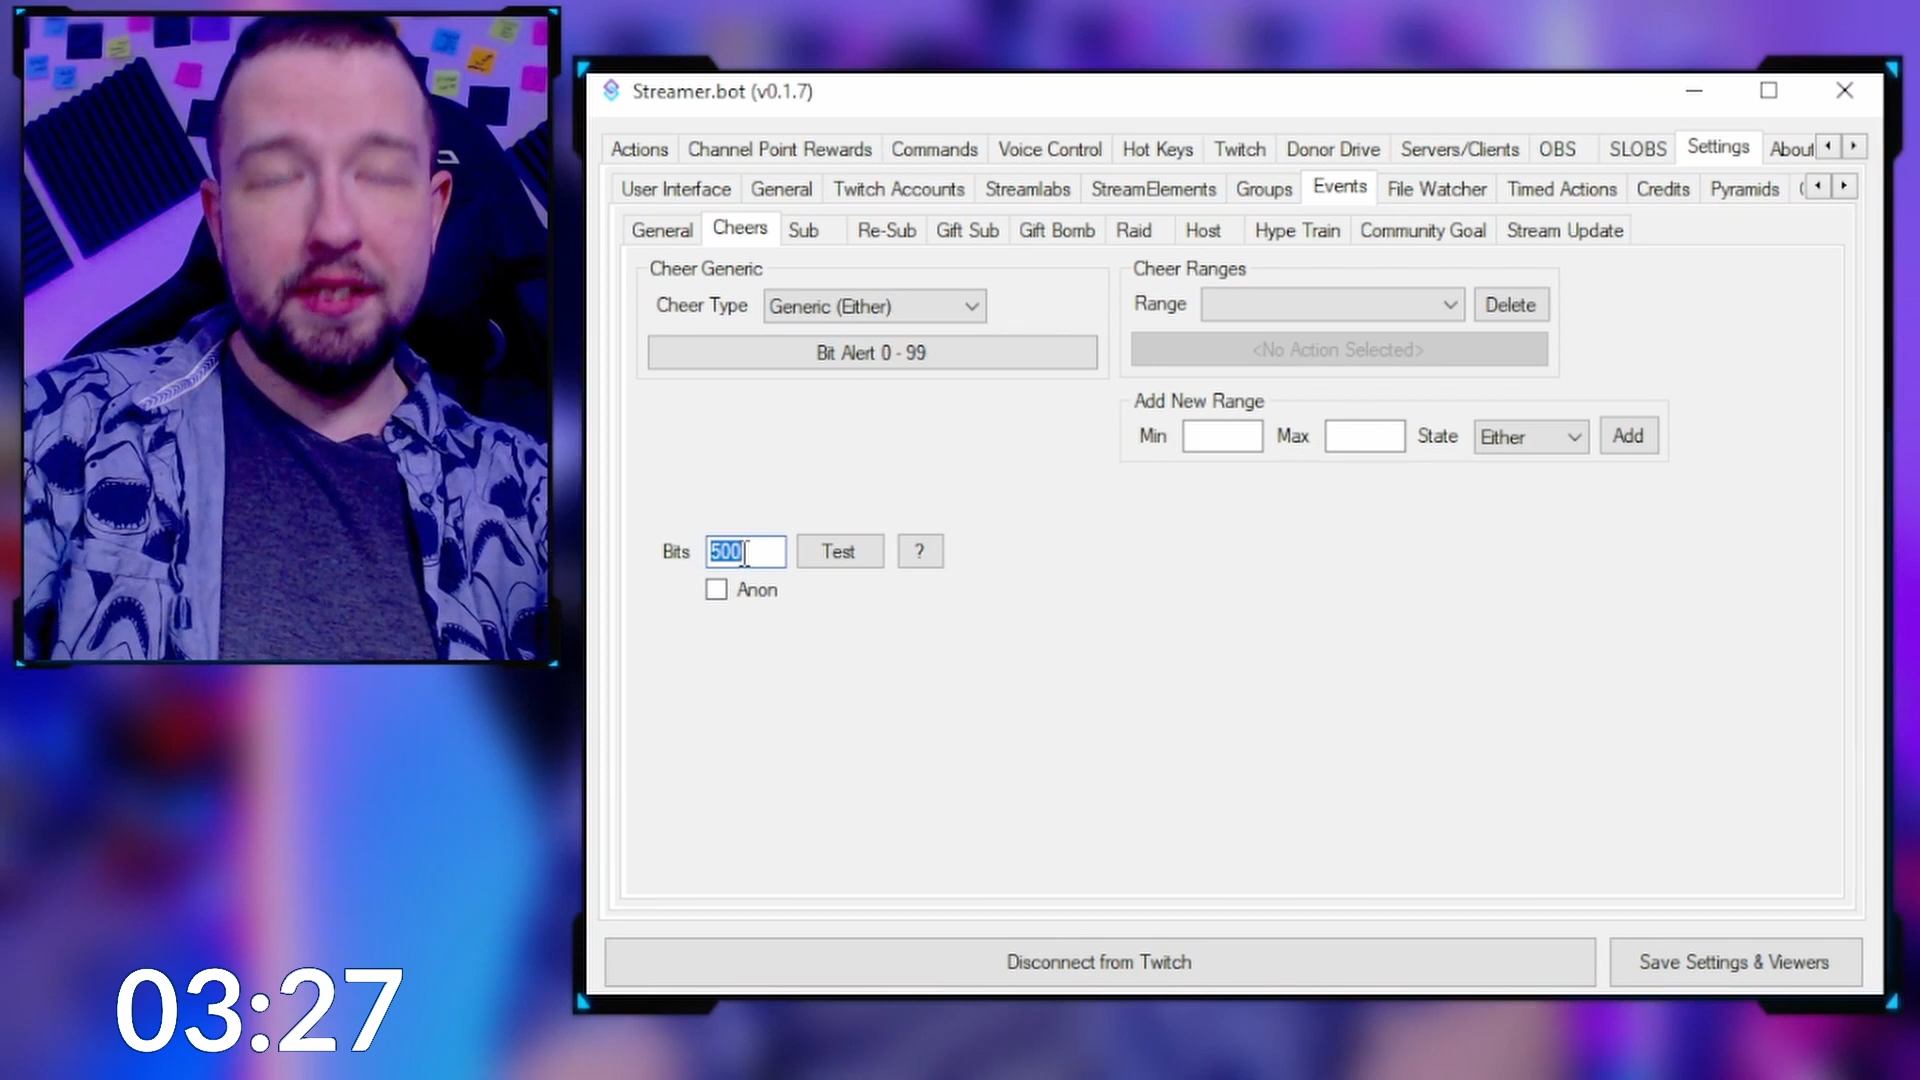 Streamer.bot (v0.1.7)
Actions Channel Point Rewards Commands Voice Control Hot Keys Twitch Donor Drive Servers/Clients OBS SLOBS Settings About
User Interface General Twitch Accounts Streamlabs StreamElements Groups Events File Watcher Timed Actions Credits Pyramids
General Cheers Sub Re-Sub Gift Sub Gift Bomb Raid Host Hype Train Community Goal Stream Update
Cheer Generic
Cheer Type Generic (Either)
Bit Alert 0 - 99
Cheer Ranges
Range Delete
<No Action Selected>
Add New Range
Min Max State Either Add
Bits 500 Test ?
Anon
Disconnect from Twitch Save Settings & Viewers
03:27